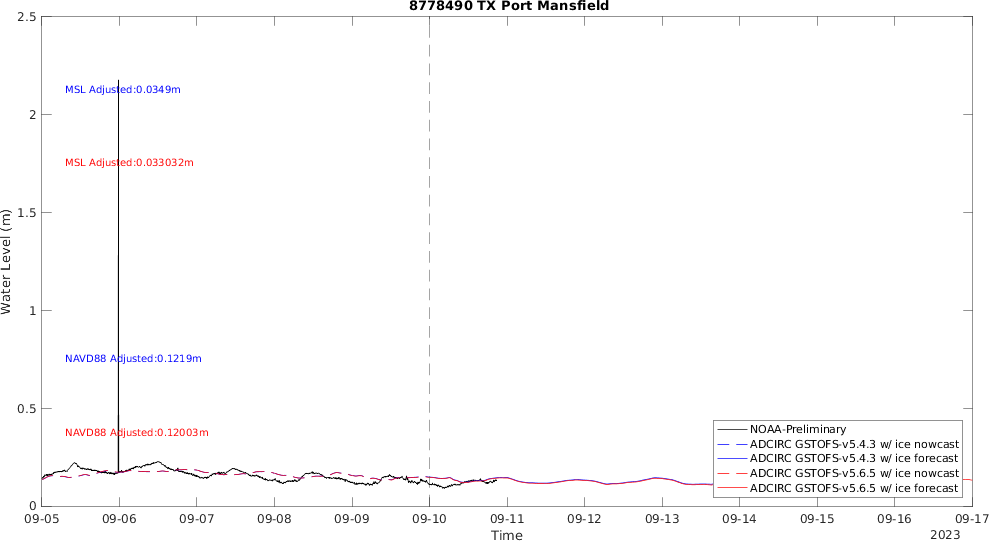 8778490 TX Port Mansfield
2.5
2
1.5
1
0.5
0
Water Level (m)
MSL Adjusted:0.0349m
MSL Adjusted:0.033032m
NAVD88 Adjusted:0.1219m
NAVD88 Adjusted:0.12003m
NOAA-Preliminary
ADCIRC GSTOFS-v5.4.3 w/ ice nowcast
ADCIRC GSTOFS-v5.4.3 w/ ice forecast
ADCIRC GSTOFS-v5.6.5 w/ ice nowcast
ADCIRC GSTOFS-v5.6.5 w/ ice forecast
09-05 09-06 09-07 09-08 09-09 09-10 09-11 09-12 09-13 09-14 09-15 09-16 09-17
Time
2023